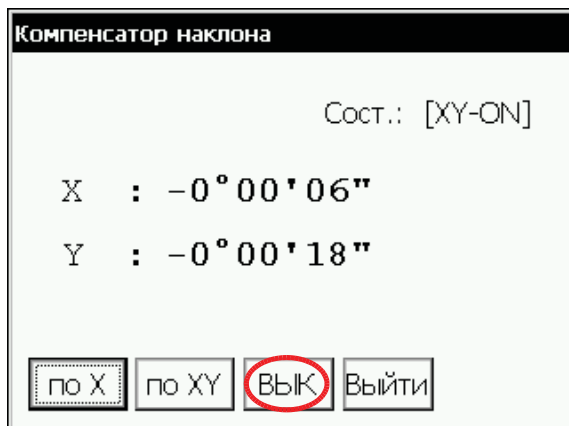 Компенсатор наклона
Сост.: [XY-ON]
X : -0°00'06"
Y : -0°00'18"
по X по XY ВЫК Выйти